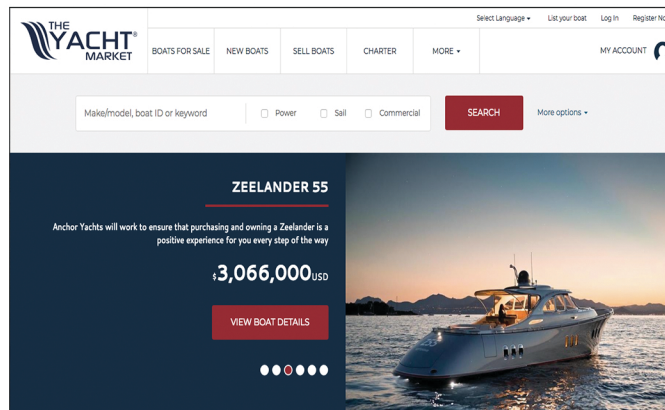 Select Language List your boat Log In Register No
THE
YACHT®
MARKET
BOATS FOR SALE NEW BOATS SELL BOATS CHARTER MORE MY ACCOUNT
Make/model, boat ID or keyword Power Sail Commercial SEARCH More options
ZEELANDER 55
Anchor Yachts will work to ensure that purchasing and owning a Zeelander is a
positive experience for you every step of the way
$3,066,000 USD
VIEW BOAT DETAILS
55